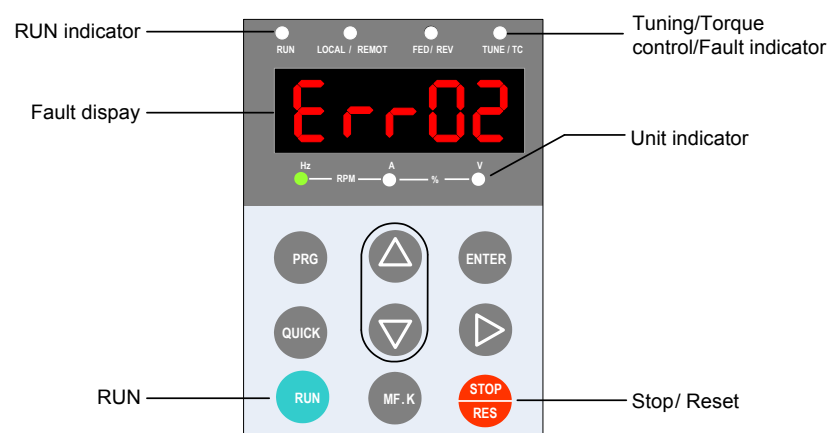 RUN indicator
Tuning/Torque
control/Fault indicator
RUN
LOCAL / REMOT
FED/ REV
TUNE / TC
Fault dispay
Err02
Unit indicator
Hz
RPM
A
%
V
PRG
ENTER
QUICK
RUN
RUN
MF.K
STOP
RES
Stop/ Reset